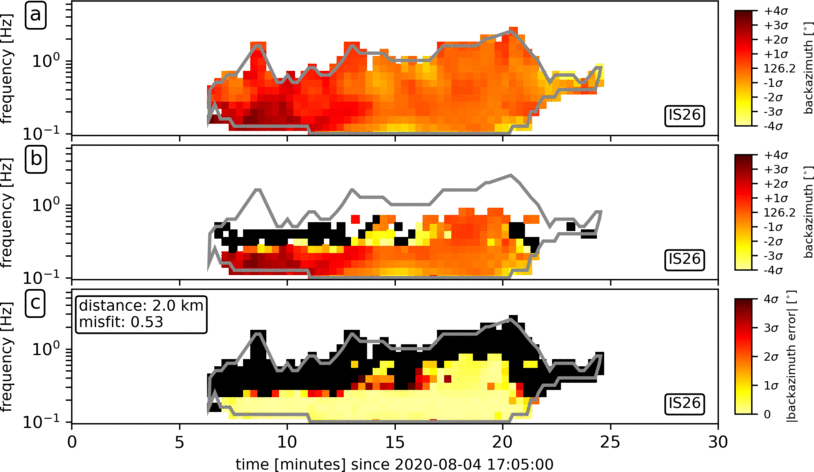 a
frequency [Hz]
10⁰
10⁻¹
IS26
+4σ
+3σ
+2σ
+1σ
126.2
-1σ
-2σ
-3σ
-4σ
backazimuth [°]
b
frequency [Hz]
10⁰
10⁻¹
IS26
+4σ
+3σ
+2σ
+1σ
126.2
-1σ
-2σ
-3σ
-4σ
backazimuth [°]
c
distance: 2.0 km
misfit: 0.53
frequency [Hz]
10⁰
10⁻¹
IS26
4σ
3σ
2σ
1σ
0
|backazimuth error| [°]
0 5 10 15 20 25 30
time [minutes] since 2020-08-04 17:05:00